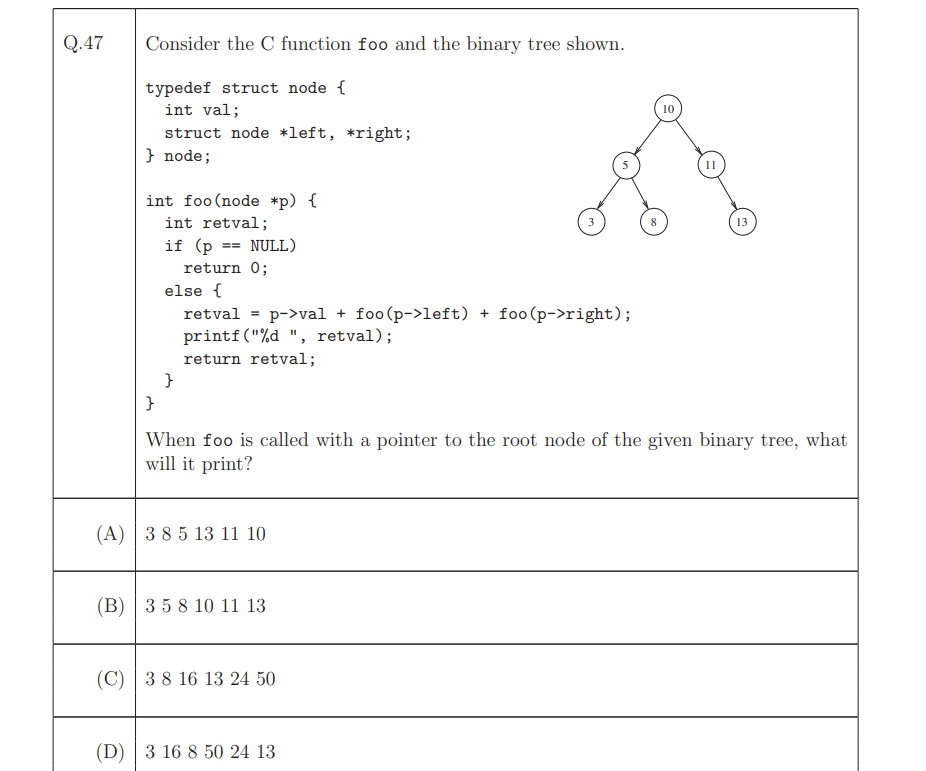 Q.47 Consider the C function foo and the binary tree shown.
typedef struct node {
int val;
struct node *left, *right;
} node;
int foo(node *p) {
int retval;
if (p == NULL)
return 0;
else {
retval = p->val + foo(p->left) + foo(p->right);
printf("%d ", retval);
return retval;
}
}
10
5 11
3 8 13
When foo is called with a pointer to the root node of the given binary tree, what
will it print?
(A) 3 8 5 13 11 10
(B) 3 5 8 10 11 13
(C) 3 8 16 13 24 50
(D) 3 16 8 50 24 13